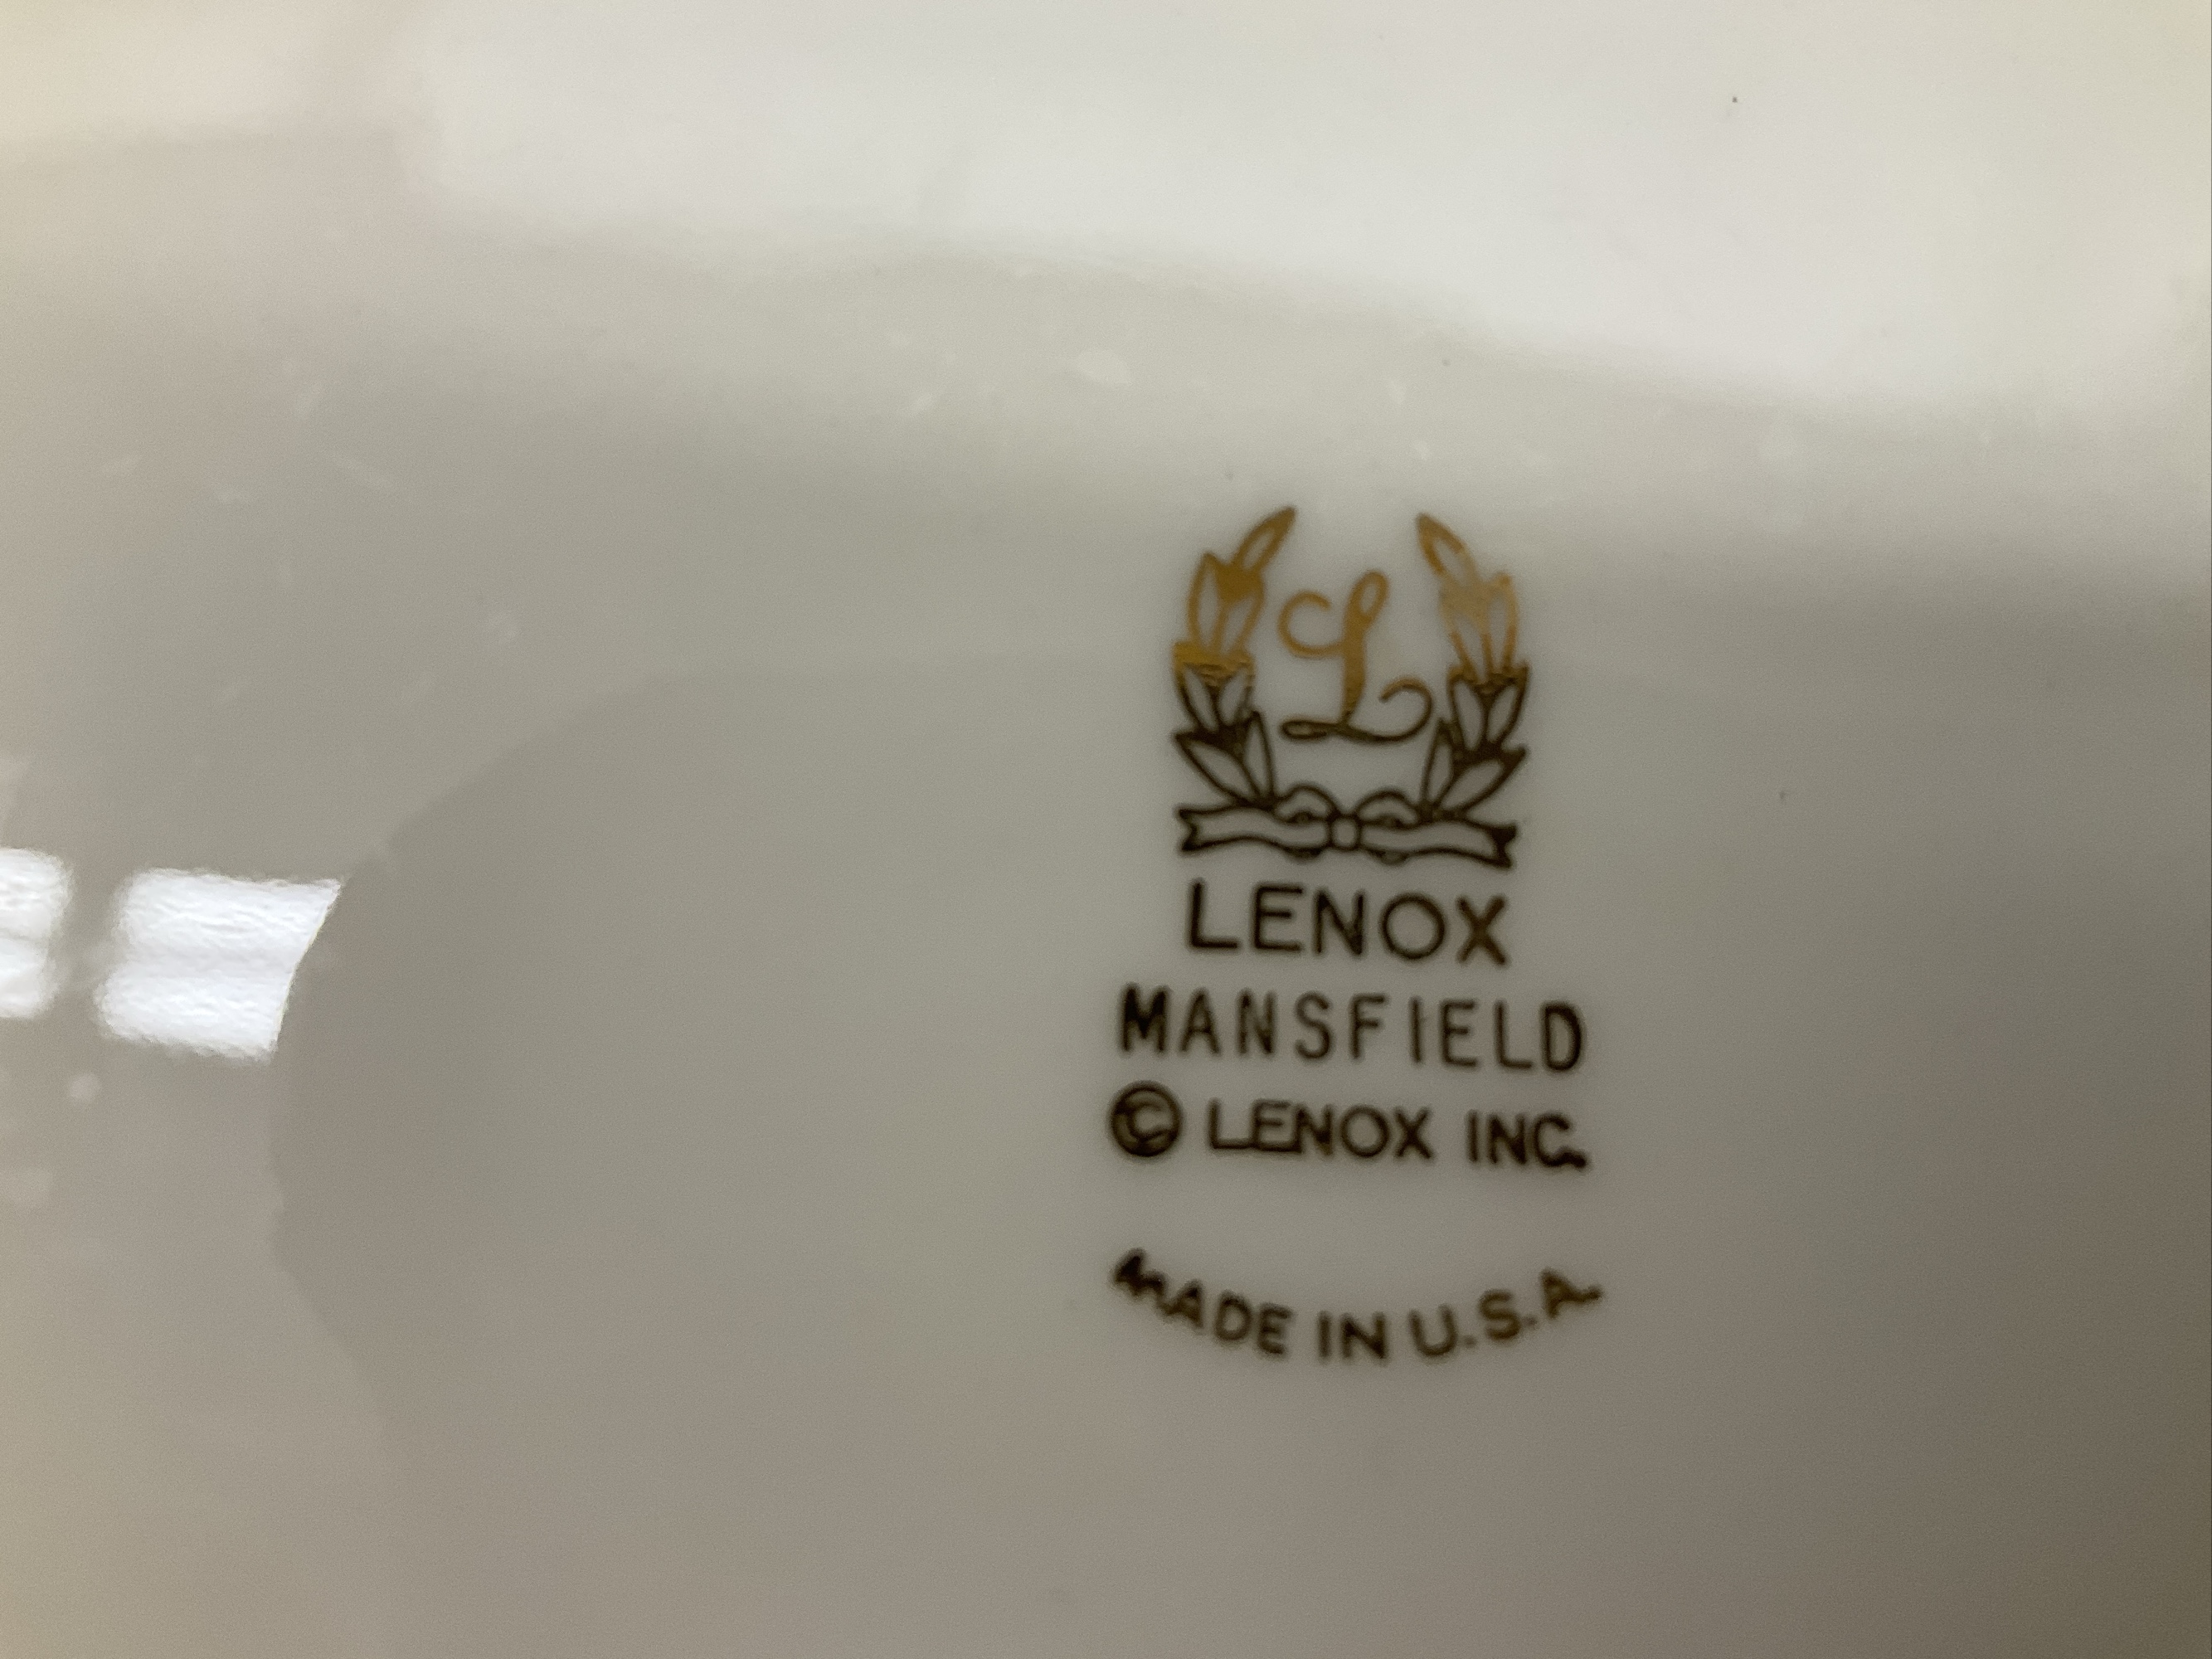 L
LENOX
MANSFIELD
© LENOX INC.
MADE IN U.S.A.